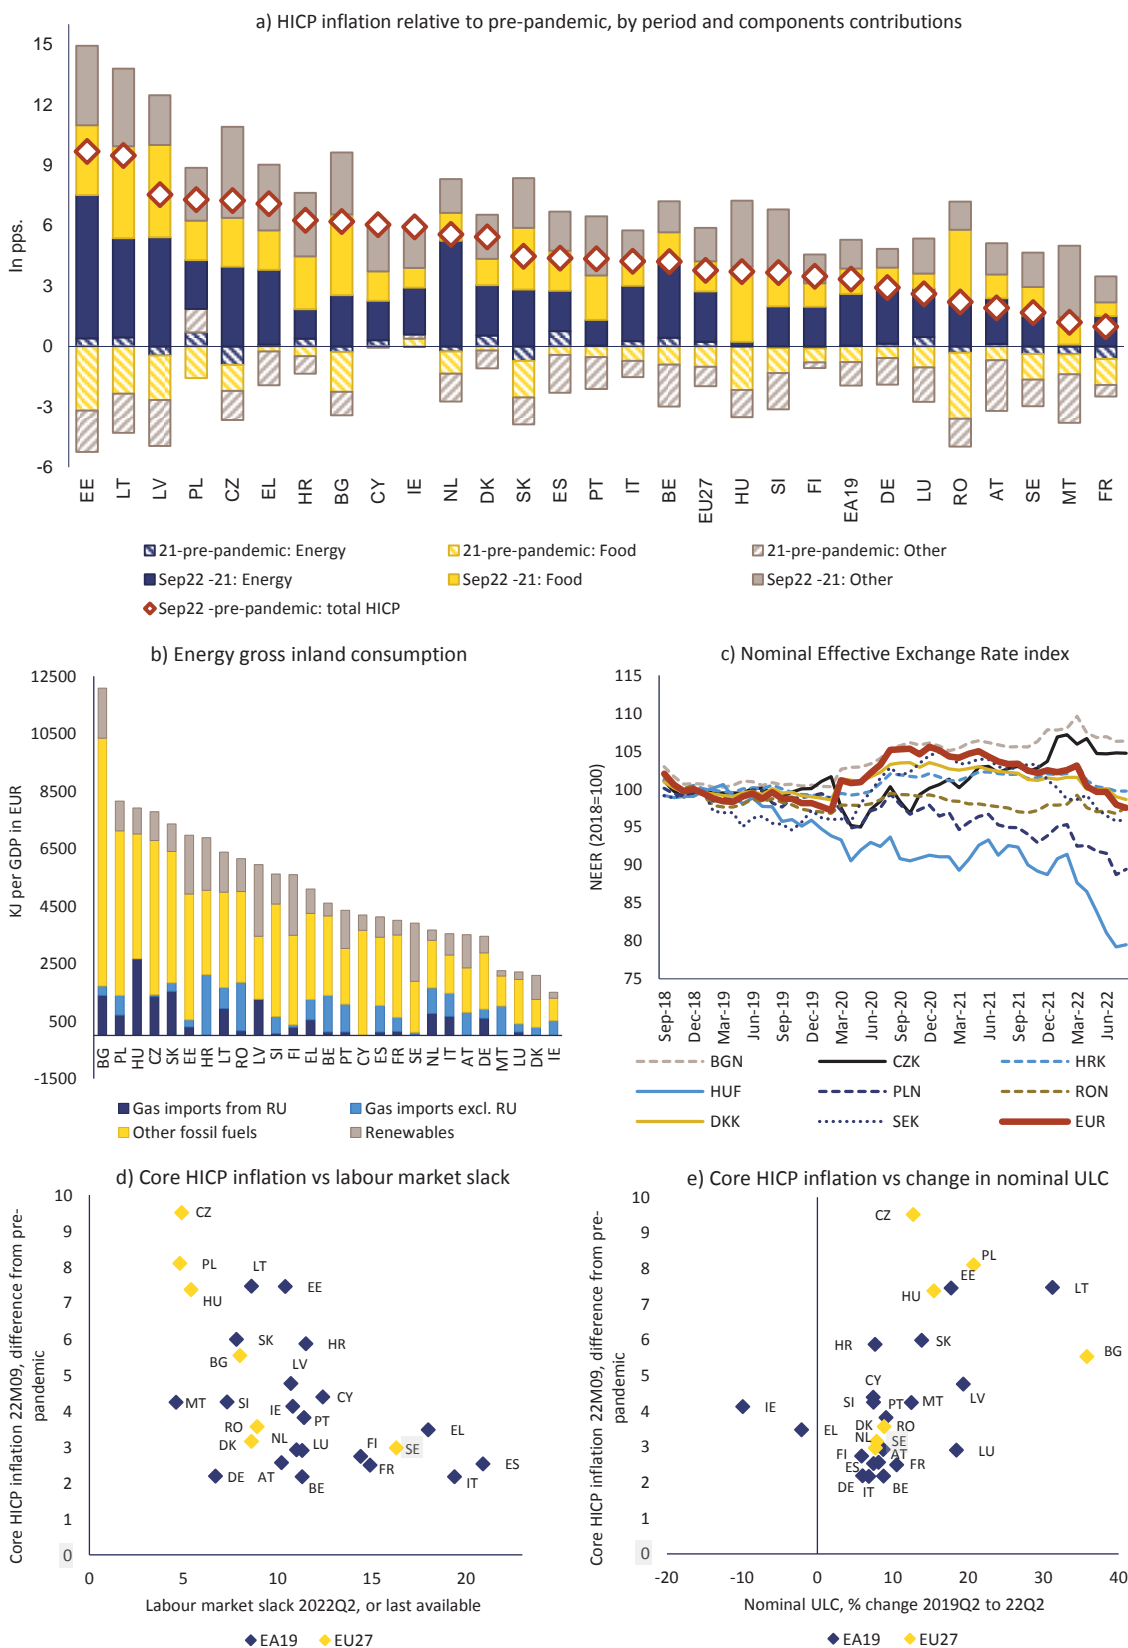 a) HICP inflation relative to pre-pandemic, by period and components contributions
In pps.
15
12
9
6
3
0
-3
-6
EE LT LV PL CZ EL HR BG CY IE NL DK SK ES PT IT BE EU27 HU SI FI EA19 DE LU RO AT SE MT FR
21-pre-pandemic: Energy 21-pre-pandemic: Food 21-pre-pandemic: Other
Sep22 -21: Energy Sep22 -21: Food Sep22 -21: Other
Sep22 -pre-pandemic: total HICP
b) Energy gross inland consumption
KJ per GDP in EUR
12500
10500
8500
6500
4500
2500
500
-1500
BG PL HU CZ SK EE HR LT RO LV SI FI EL BE PT CY ES FR SE NL IT AT DE MT LU DK IE
Gas imports from RU Gas imports excl. RU
Other fossil fuels Renewables
c) Nominal Effective Exchange Rate index
NEER (2018=100)
115
110
105
100
95
90
85
80
75
Sep-18 Dec-18 Mar-19 Jun-19 Sep-19 Dec-19 Mar-20 Jun-20 Sep-20 Dec-20 Mar-21 Jun-21 Sep-21 Dec-21 Mar-22 Jun-22
BGN CZK HRK
HUF PLN RON
DKK SEK EUR
d) Core HICP inflation vs labour market slack
Core HICP inflation 22M09, difference from pre-
pandemic
10
9
8
7
6
5
4
3
2
1
0
CZ
PL LT EE
HU
SK HR
BG LV
MT SI IE CY
RO PT EL
DK NL LU FI SE
DE AT BE FR IT ES
0 5 10 15 20
Labour market slack 2022Q2, or last available
EA19 EU27
e) Core HICP inflation vs change in nominal ULC
Core HICP inflation 22M09, difference from pre-
pandemic
10
9
8
7
6
5
4
3
2
1
0
CZ
PL
EE
HU LT
HR SK BG
CY LV
IE SI PT MT
EL DK RO
NL SE LU
FI AT
ES FR
DE IT BE
-20 -10 0 10 20 30 40
Nominal ULC, % change 2019Q2 to 22Q2
EA19 EU27